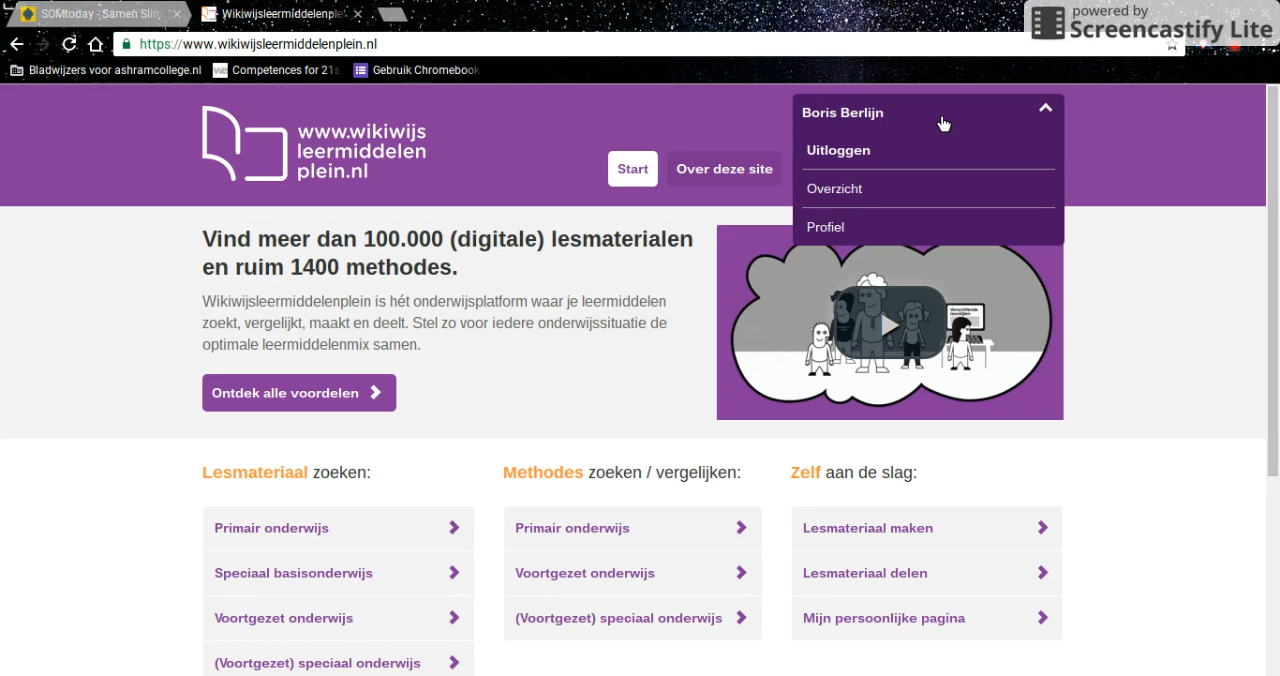 SOMtoday - Samen Slim
Wikiwijsleermiddelenple
powered by
Screencastify Lite
https://www.wikiwijsleermiddelenplein.nl
Bladwijzers voor ashramcollege.nl
Competences for 21s
Gebruik Chromebook
www.wikiwijs
leermiddelen
plein.nl
Start
Over deze site
Boris Berlijn
Uitloggen
Overzicht
Profiel
Vind meer dan 100.000 (digitale) lesmaterialen
en ruim 1400 methodes.
Wikiwijsleermiddelenplein is hét onderwijsplatform waar je leermiddelen
zoekt, vergelijkt, maakt en deelt. Stel zo voor iedere onderwijssituatie de
optimale leermiddelenmix samen.
Ontdek alle voordelen
Lesmateriaal zoeken:
Primair onderwijs
Speciaal basisonderwijs
Voortgezet onderwijs
(Voortgezet) speciaal onderwijs
Methodes zoeken / vergelijken:
Primair onderwijs
Voortgezet onderwijs
(Voortgezet) speciaal onderwijs
Zelf aan de slag:
Lesmateriaal maken
Lesmateriaal delen
Mijn persoonlijke pagina